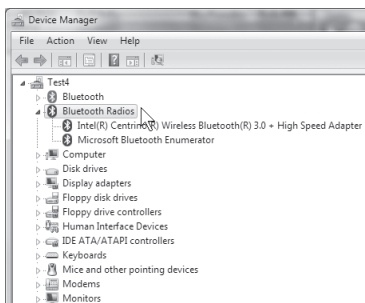 Device Manager
File Action View Help
Test4
Bluetooth
Bluetooth Radios
Intel(R) Centrino(R) Wireless Bluetooth(R) 3.0 + High Speed Adapter
Microsoft Bluetooth Enumerator
Computer
Disk drives
Display adapters
Floppy disk drives
Floppy drive controllers
Human Interface Devices
IDE ATA/ATAPI controllers
Keyboards
Mice and other pointing devices
Modems
Monitors